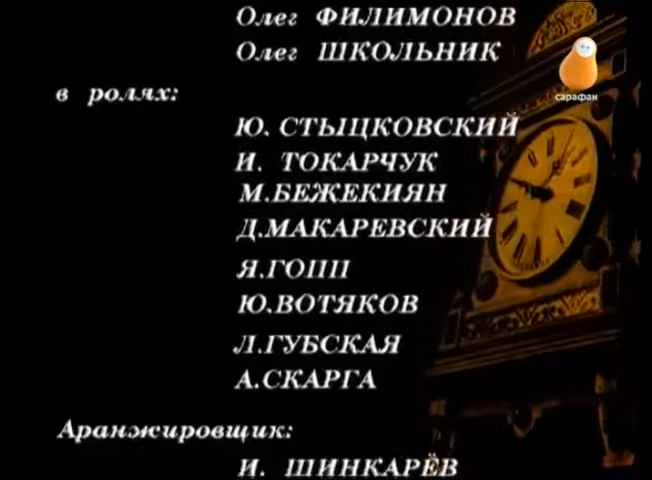 Олег ФИЛИМОНОВ
Олег ШКОЛЬНИК
сарафан
в ролях:
Ю. СТЫЦКОВСКИЙ
И. ТОКАРЧУК
М.БЕЖЕКИЯН
Д.МАКАРЕВСКИЙ
Я.ГОПП
Ю.ВОТЯКОВ
Л.ГУБСКАЯ
А.СКАРГА
Аранжировщик:
И. ШИНКАРЁВ